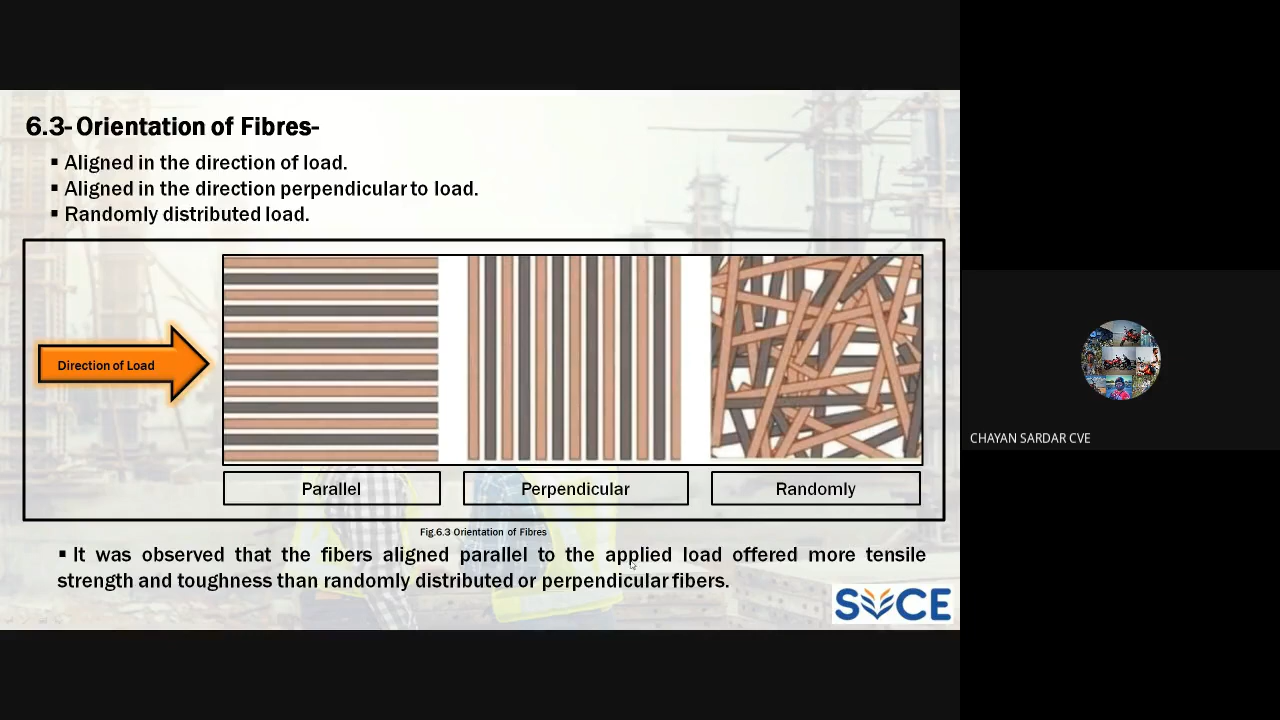 6.3- Orientation of Fibres-
▪ Aligned in the direction of load.
▪ Aligned in the direction perpendicular to load.
▪ Randomly distributed load.
Direction of Load
Parallel
Perpendicular
Randomly
Fig.6.3 Orientation of Fibres
▪ It was observed that the fibers aligned parallel to the applied load offered more tensile
strength and toughness than randomly distributed or perpendicular fibers.
SVCE
CHAYAN SARDAR CVE